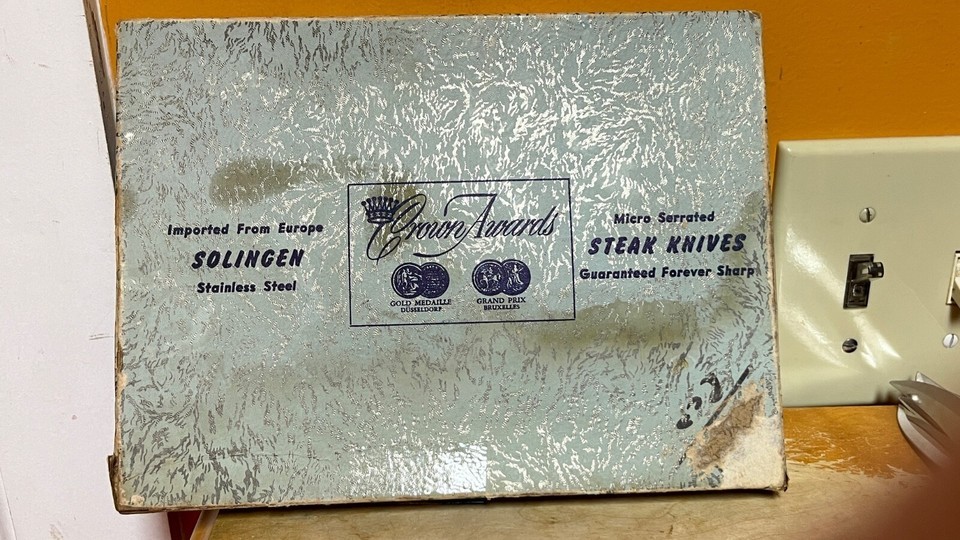 Imported From Europe
SOLINGEN
Stainless Steel
Crown Awards
GOLD MEDAILLE
DÜSSELDORF
GRAND PRIX
BRUXELLES
Micro Serrated
STEAK KNIVES
Guaranteed Forever Sharp